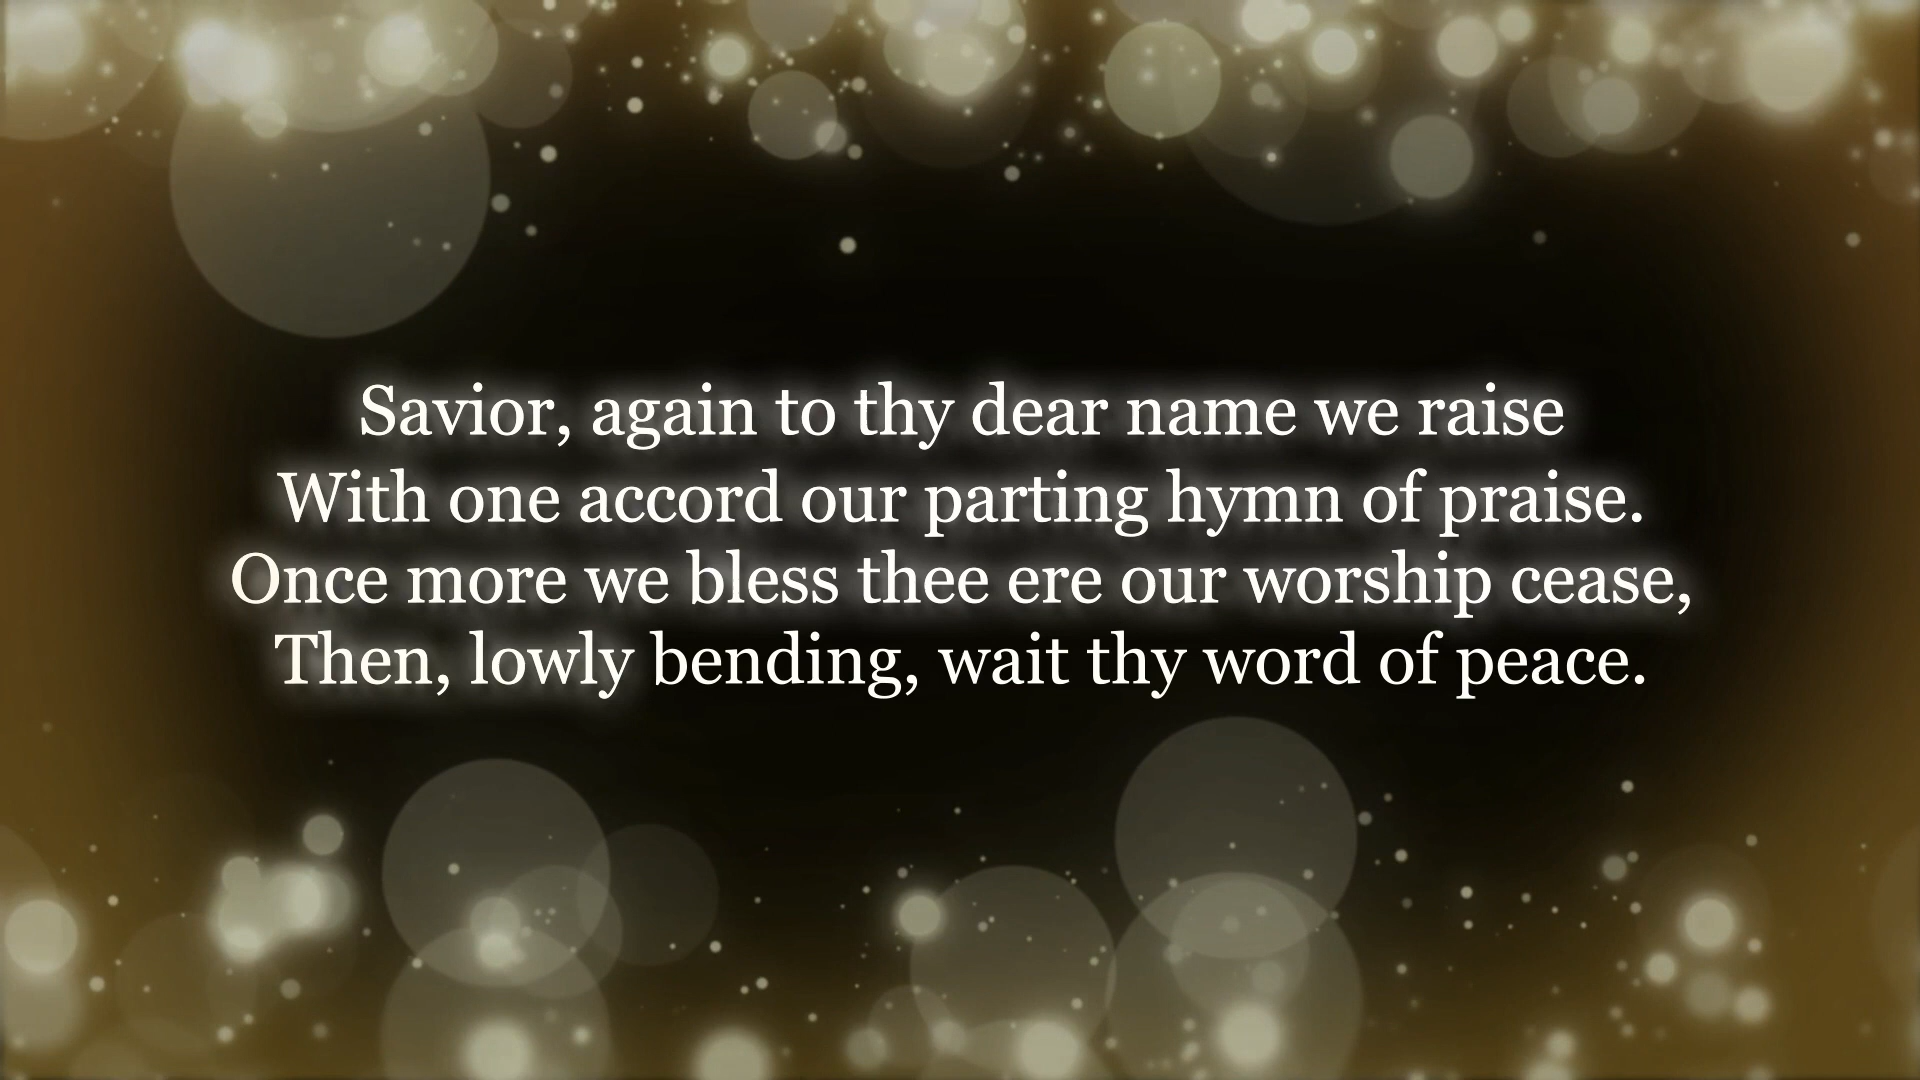 Savior, again to thy dear name we raise
With one accord our parting hymn of praise.
Once more we bless thee ere our worship cease,
Then, lowly bending, wait thy word of peace.